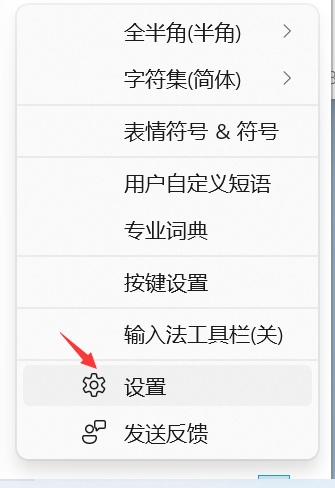 全半角(半角)
字符集(简体)
表情符号 & 符号
用户自定义短语
专业词典
按键设置
输入法工具栏(关)
设置
发送反馈